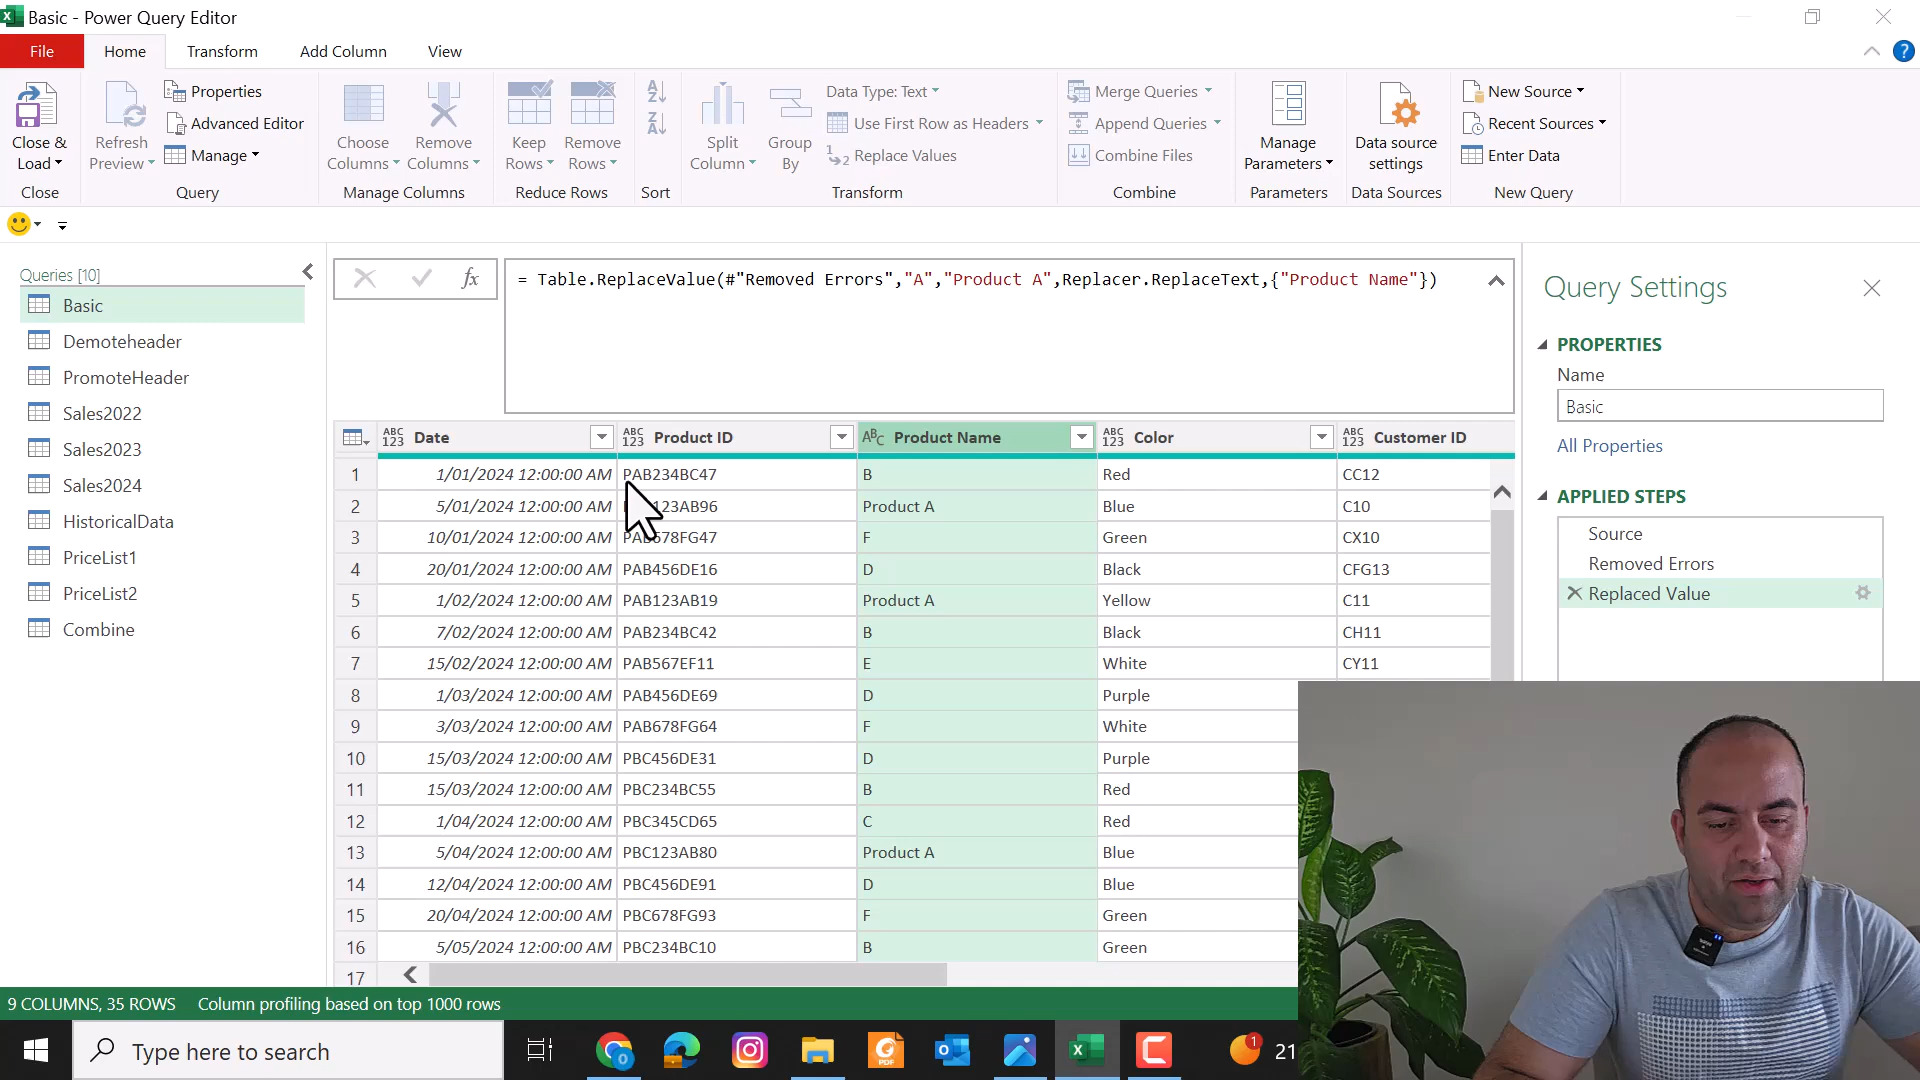 Basic - Power Query Editor
File Home Transform Add Column View
Close & Load
Close
Refresh Preview
Properties
Advanced Editor
Manage
Query
Choose Columns
Remove Columns
Manage Columns
Keep Rows
Remove Rows
Reduce Rows
Sort
Split Column
Group By
Data Type: Text
Use First Row as Headers
Replace Values
Transform
Merge Queries
Append Queries
Combine Files
Combine
Manage Parameters
Parameters
Data source settings
Data Sources
New Source
Recent Sources
Enter Data
New Query
Queries [10]
Basic
Demoteheader
PromoteHeader
Sales2022
Sales2023
Sales2024
HistoricalData
PriceList1
PriceList2
Combine
fx
= Table.ReplaceValue(#"Removed Errors","A","Product A",Replacer.ReplaceText,{"Product Name"})
ABC 123 Date ABC 123 Product ID ABC Product Name ABC 123 Color ABC 123 Customer ID
1 1/01/2024 12:00:00 AM PAB234BC47 B Red CC12
2 5/01/2024 12:00:00 AM 123AB96 Product A Blue C10
3 10/01/2024 12:00:00 AM PAB678FG47 F Green CX10
4 20/01/2024 12:00:00 AM PAB456DE16 D Black CFG13
5 1/02/2024 12:00:00 AM PAB123AB19 Product A Yellow C11
6 7/02/2024 12:00:00 AM PAB234BC42 B Black CH11
7 15/02/2024 12:00:00 AM PAB567EF11 E White CY11
8 1/03/2024 12:00:00 AM PAB456DE69 D Purple
9 3/03/2024 12:00:00 AM PAB678FG64 F White
10 15/03/2024 12:00:00 AM PBC456DE31 D Purple
11 15/03/2024 12:00:00 AM PBC234BC55 B Red
12 1/04/2024 12:00:00 AM PBC345CD65 C Red
13 5/04/2024 12:00:00 AM PBC123AB80 Product A Blue
14 12/04/2024 12:00:00 AM PBC456DE91 D Blue
15 20/04/2024 12:00:00 AM PBC678FG93 F Green
16 5/05/2024 12:00:00 AM PBC234BC10 B Green
17
Query Settings
PROPERTIES
Name
Basic
All Properties
APPLIED STEPS
Source
Removed Errors
Replaced Value
9 COLUMNS, 35 ROWS Column profiling based on top 1000 rows
Type here to search
PDF
1
21